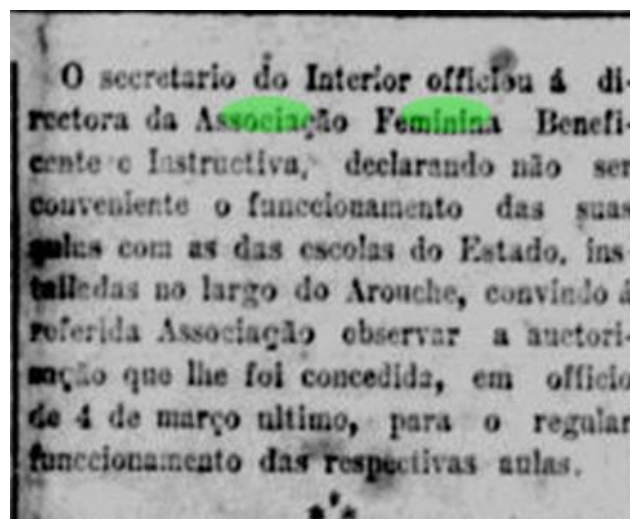 O secretario do Interior officiou á di-
rectora da Associação Feminina Benefi-
cente e Instructiva, declarando não ser
conveniente o funccionamento das suas
aulas com as das escolas do Estado, ins-
talledas no largo do Arouche, convindo á
referida Associação observar a auctori-
sação que lhe foi concedida, em officio
de 4 de março ultimo, para o regular
funccionamento das respectivas aulas.